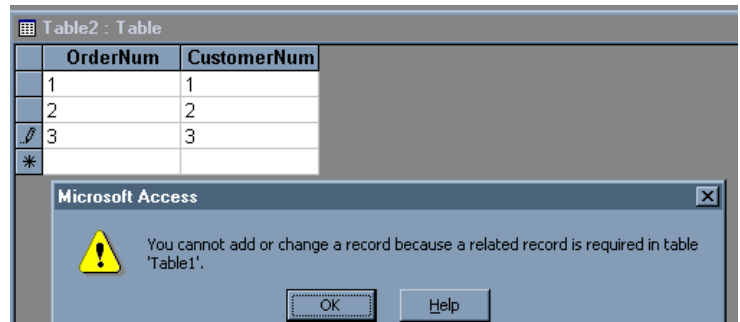 Table2 : Table
OrderNum CustomerNum
1 1
2 2
3 3
Microsoft Access
You cannot add or change a record because a related record is required in table
'Table1'.
OK Help